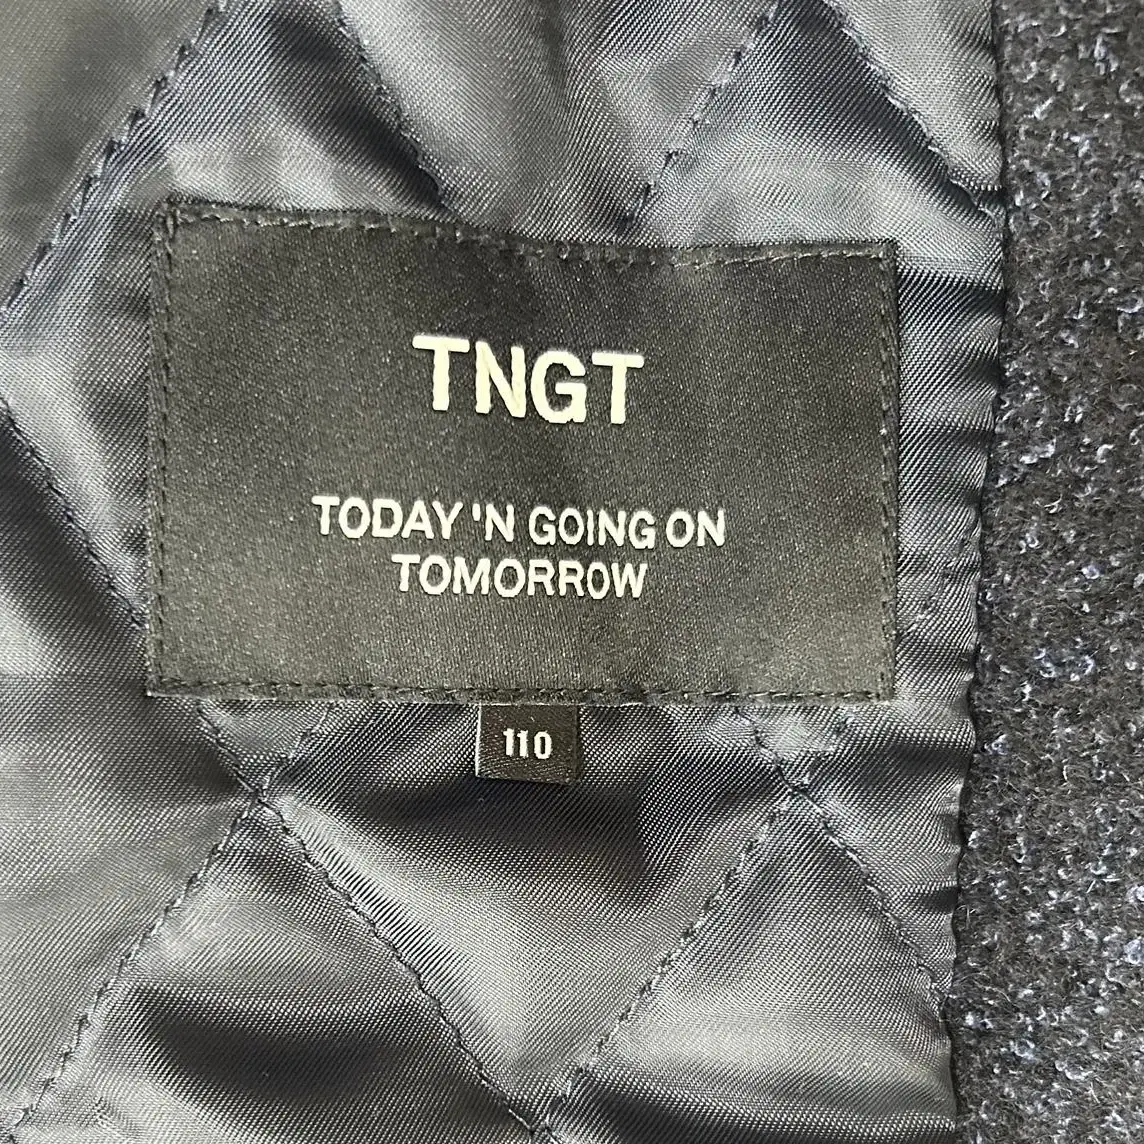 TNGT
TODAY 'N GOING ON
TOMORROW
110